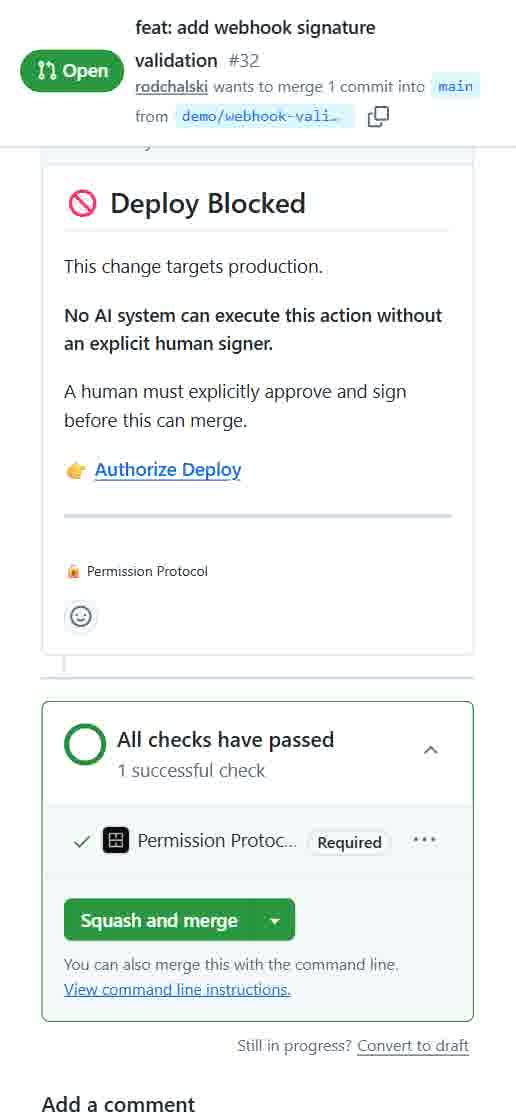 feat: add webhook signature
validation #32
Open
rodchalski wants to merge 1 commit into main
from demo/webhook-vali…
Deploy Blocked
This change targets production.
No AI system can execute this action without
an explicit human signer.
A human must explicitly approve and sign
before this can merge.
Authorize Deploy
Permission Protocol
All checks have passed
1 successful check
Permission Protoc... Required
Squash and merge
You can also merge this with the command line.
View command line instructions.
Still in progress? Convert to draft
Add a comment